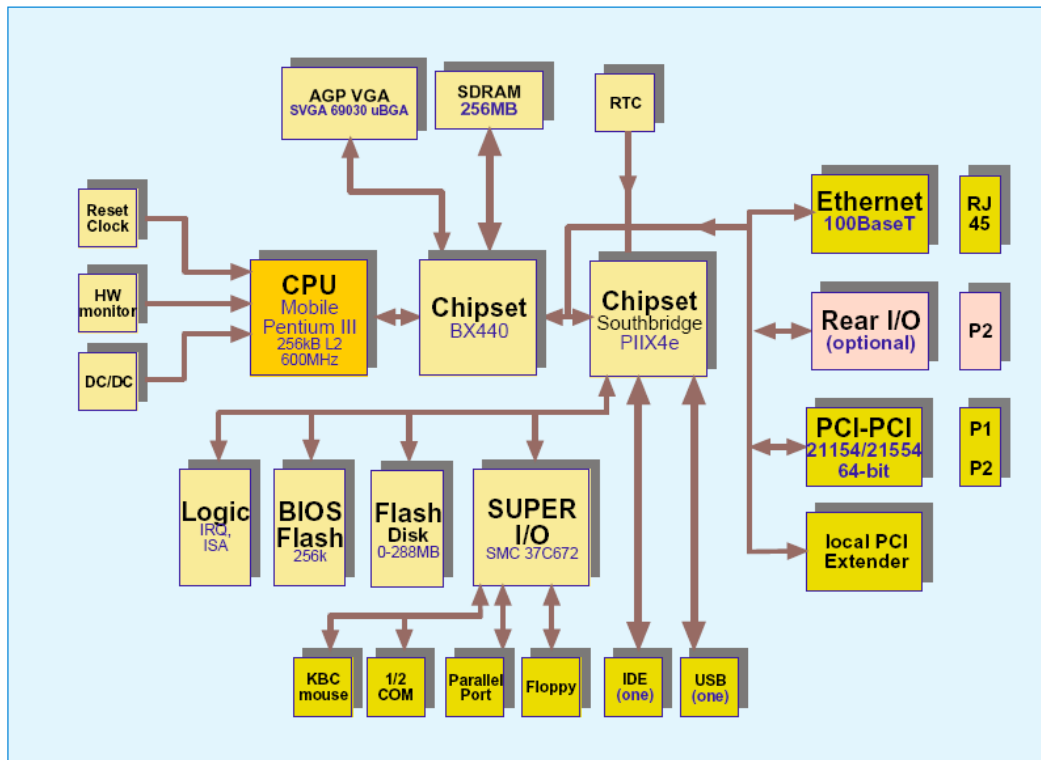 AGP VGA
SVGA 69030 uBGA
SDRAM
256MB
RTC
Reset
Clock
HW
monitor
DC/DC
CPU
Mobile
Pentium III
256kB L2
600MHz
Chipset
BX440
Chipset
Southbridge
PIIX4e
Ethernet
100BaseT
RJ
45
Rear I/O
(optional)
P2
PCI-PCI
21154/21554
64-bit
P1
P2
local PCI
Extender
Logic
IRQ,
ISA
BIOS
Flash
256k
Flash
Disk
0-288MB
SUPER
I/O
SMC 37C672
KBC
mouse
1/2
COM
Parallel
Port
Floppy
IDE
(one)
USB
(one)